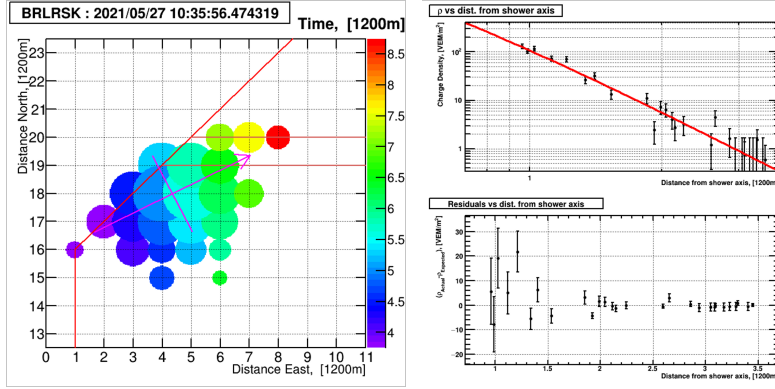 BRLRSK : 2021/05/27 10:35:56.474319
Time, [1200m]
Distance North, [1200m]
23
22
21
20
19
18
17
16
15
14
13
0 1 2 3 4 5 6 7 8 9 10 11
Distance East, [1200m]
8.5
8
7.5
7
6.5
6
5.5
5
4.5
4
ρ vs dist. from shower axis
Charge Density, [VEM/m²]
10²
10
1
1
Distance from shower axis, [1200m
Residuals vs dist. from shower axis
(ρActual-ρExpected), [VEM/m²]
30
20
10
0
-10
-20
1 1.5 2 2.5 3 3.5
Distance from shower axis, [1200m